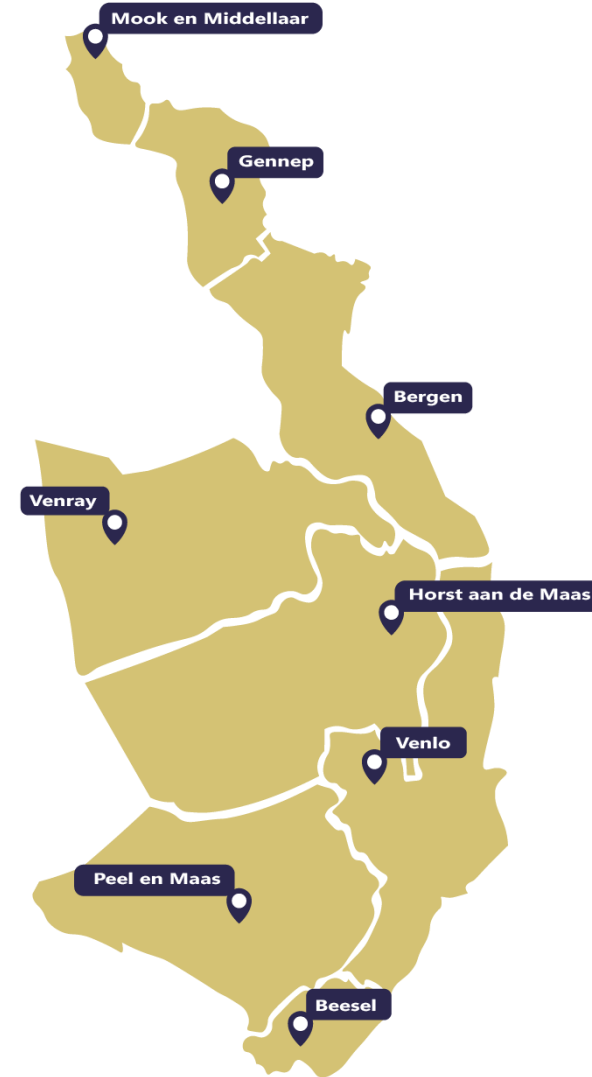 Mook en Middellaar
Gennep
Bergen
Venray
Horst aan de Maas
Venlo
Peel en Maas
Beesel